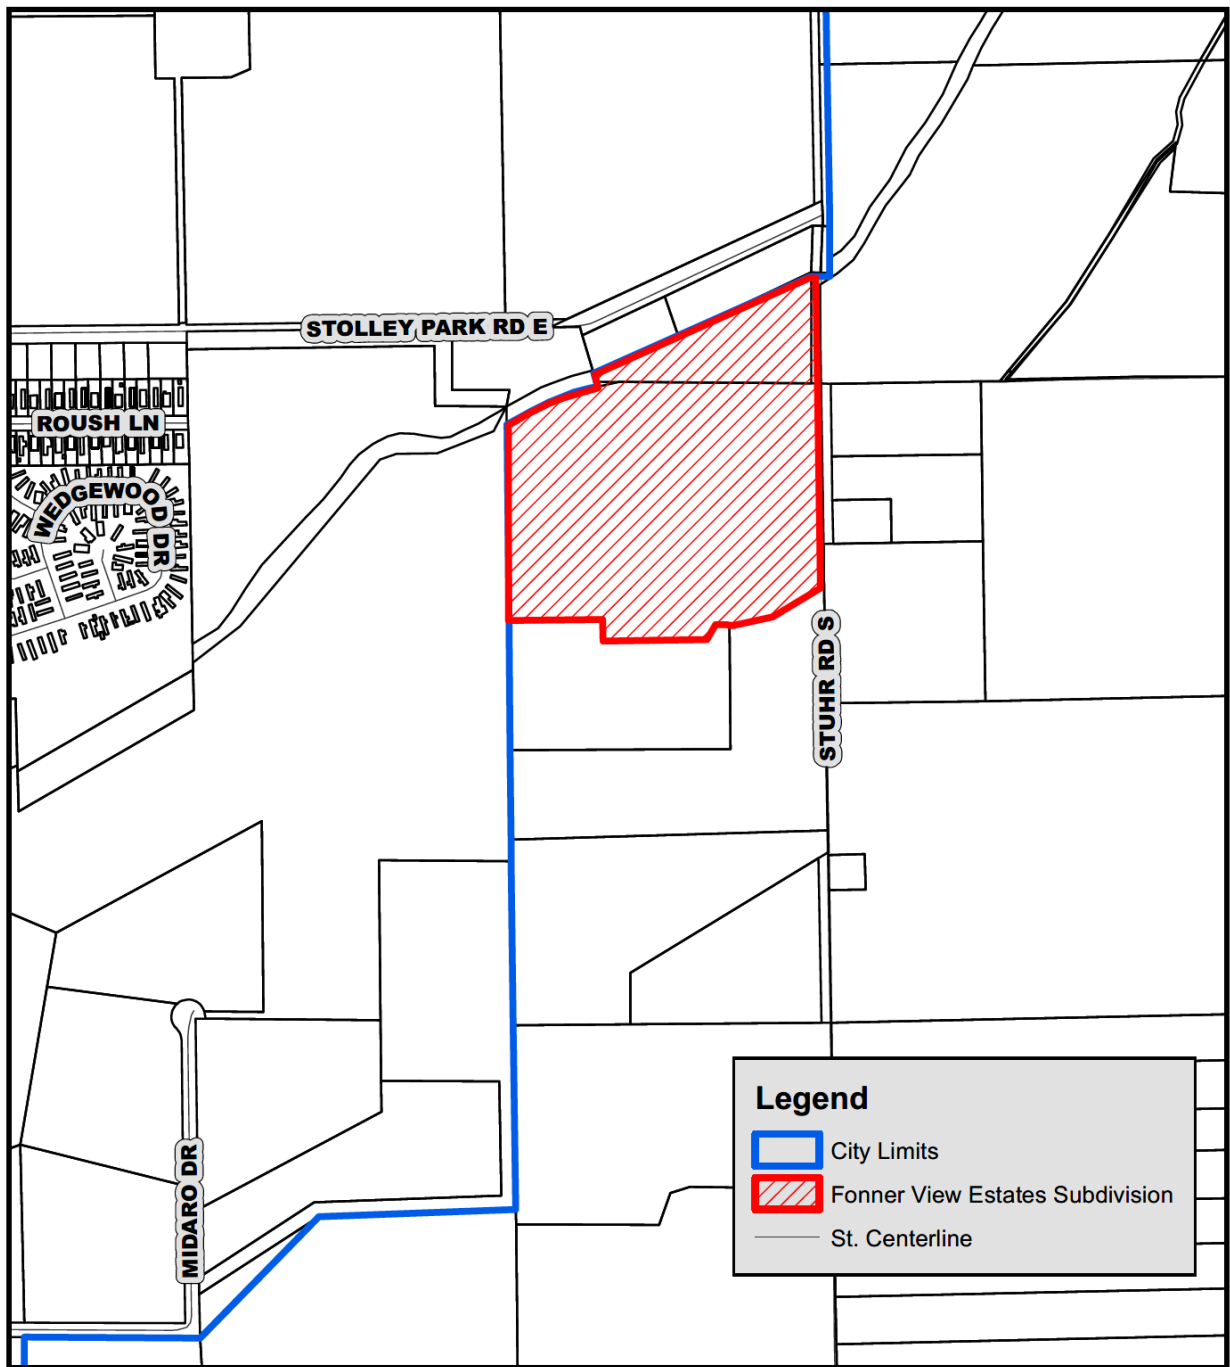 STOLLEY PARK RD E
ROUSH LN
WEDGEWOOD DR
STUHR RD S
MIDARO DR
Legend
City Limits
Fonner View Estates Subdivision
St. Centerline